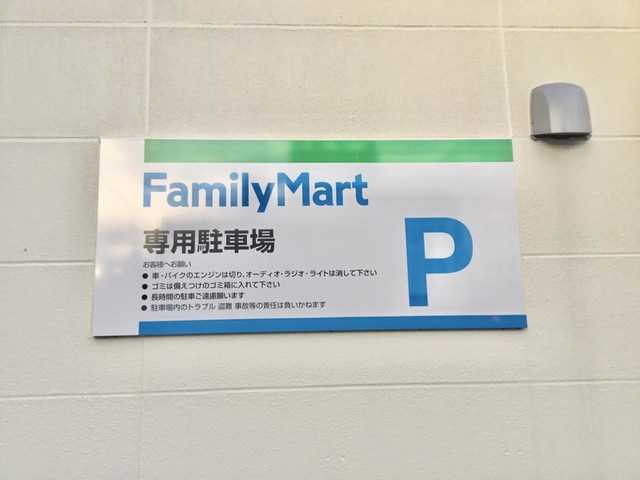 FamilyMart
専用駐車場
P
お客様へお願い
● 車・バイクのエンジンは切り、オーディオ・ラジオ・ライトは消して下さい
● ゴミは備えつけのゴミ箱に入れて下さい
● 長時間の駐車ご遠慮願います
● 駐車場内のトラブル 盗難 事故等の責任は負いかねます